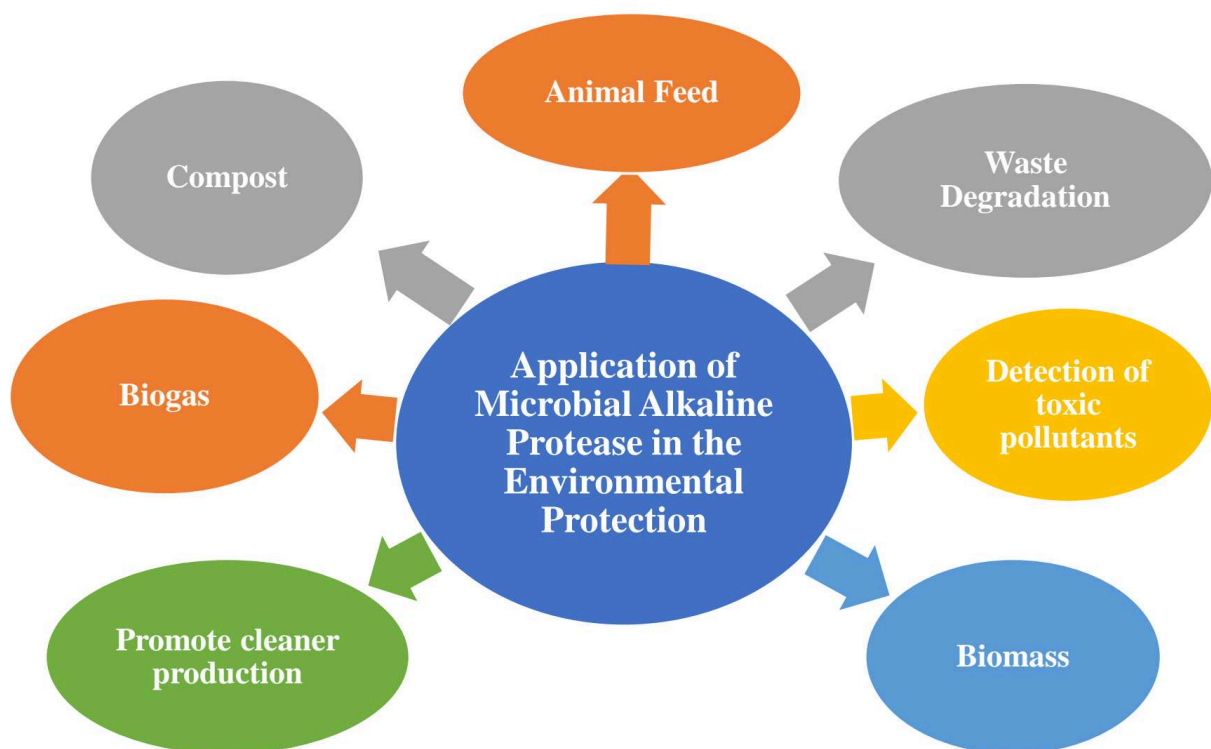 Animal Feed
Compost
Waste
Degradation
Biogas
Application of
Microbial Alkaline
Protease in the
Environmental
Protection
Detection of
toxic
pollutants
Promote cleaner
production
Biomass